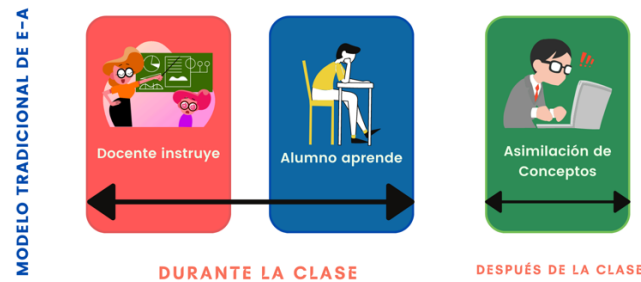 MODELO TRADICIONAL DE E-A
Docente instruye
Alumno aprende
Asimilación de
Conceptos
DURANTE LA CLASE
DESPUÉS DE LA CLASE